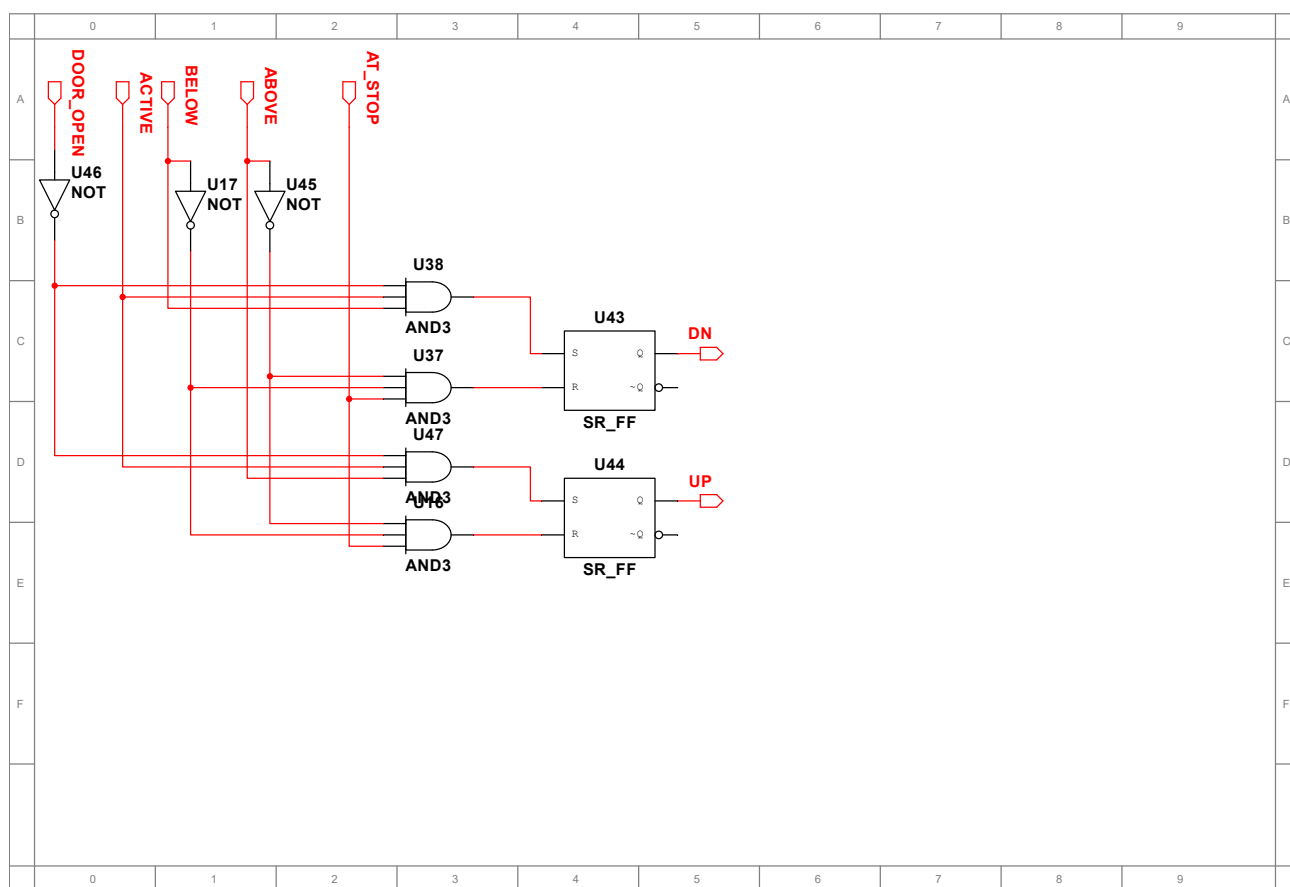 0 1 2 3 4 5 6 7 8 9
A A
DOOR_OPEN
ACTIVE
BELOW
ABOVE
AT_STOP
B B
U46
NOT
U17
NOT
U45
NOT
U38
AND3
C C
U43
S Q
R ~Q
SR_FF
DN
U37
AND3
D D
U47
AND3
U44
S Q
R ~Q
SR_FF
UP
U16
AND3
E E
F F
0 1 2 3 4 5 6 7 8 9